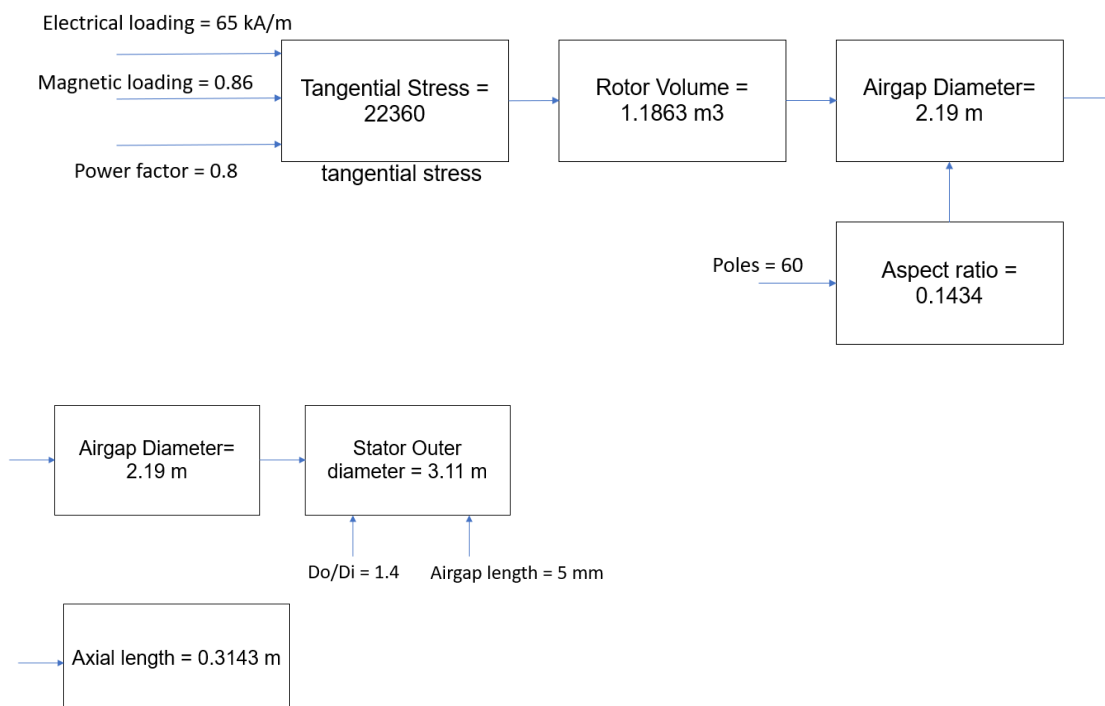 Electrical loading = 65 kA/m
Magnetic loading = 0.86
Power factor = 0.8
Tangential Stress =
22360
tangential stress
Rotor Volume =
1.1863 m3
Airgap Diameter=
2.19 m
Poles = 60
Aspect ratio =
0.1434
Airgap Diameter=
2.19 m
Stator Outer
diameter = 3.11 m
Do/Di = 1.4
Airgap length = 5 mm
Axial length = 0.3143 m